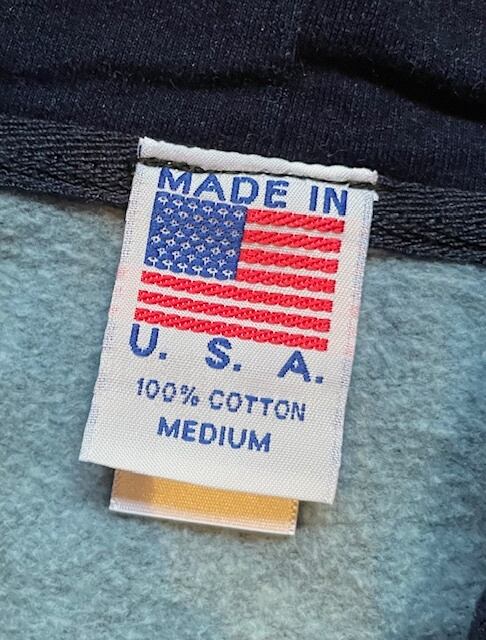 MADE IN
U. S. A.
100% COTTON
MEDIUM